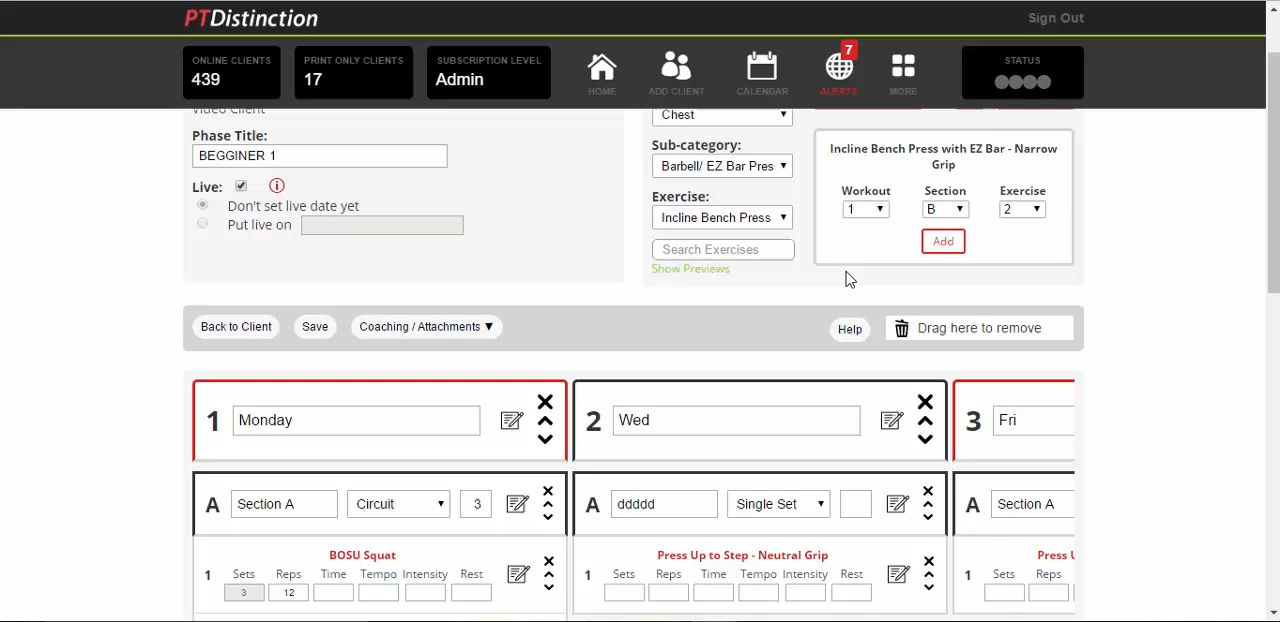 PTDistinction
Sign Out
ONLINE CLIENTS
439
PRINT ONLY CLIENTS
17
SUBSCRIPTION LEVEL
Admin
HOME
ADD CLIENT
CALENDAR
7
ALERTS
MORE
STATUS
Video Client
Phase Title:
BEGGINER 1
Live:
Don't set live date yet
Put live on
Chest
Sub-category:
Barbell/ EZ Bar Pres
Exercise:
Incline Bench Press
Search Exercises
Show Previews
Incline Bench Press with EZ Bar - Narrow
Grip
Workout Section Exercise
1 B 2
Add
Back to Client Save Coaching / Attachments ▼ Help Drag here to remove
1 Monday
2 Wed
3 Fri
A Section A Circuit 3
A ddddd Single Set
A Section A
BOSU Squat
1 Sets Reps Time Tempo Intensity Rest
3 12
Press Up to Step - Neutral Grip
1 Sets Reps Time Tempo Intensity Rest
Press U
1 Sets Reps